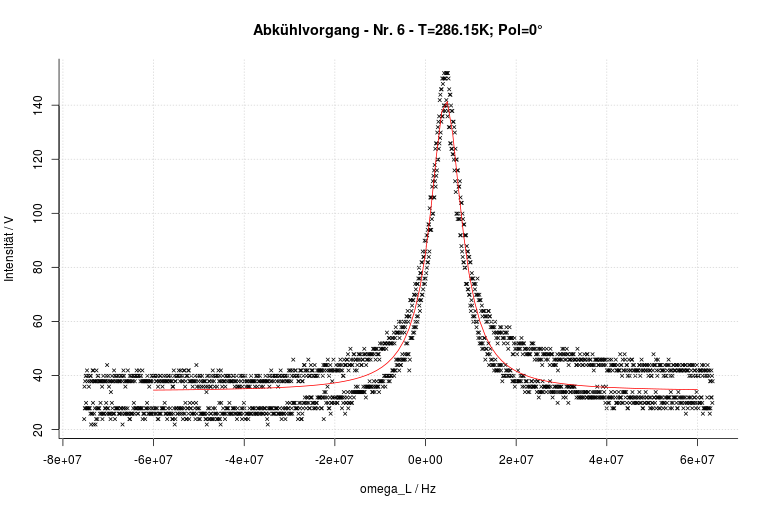 Abkühlvorgang - Nr. 6 - T=286.15K; Pol=0°
Intensität / V
140
120
100
80
60
40
20
-8e+07 -6e+07 -4e+07 -2e+07 0e+00 2e+07 4e+07 6e+07
omega_L / Hz